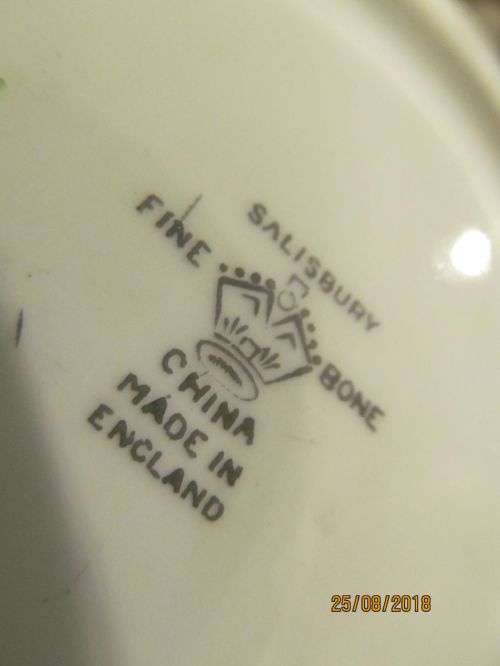 SALISBURY
FINE BONE
CHINA
MADE IN
ENGLAND
25/08/2018